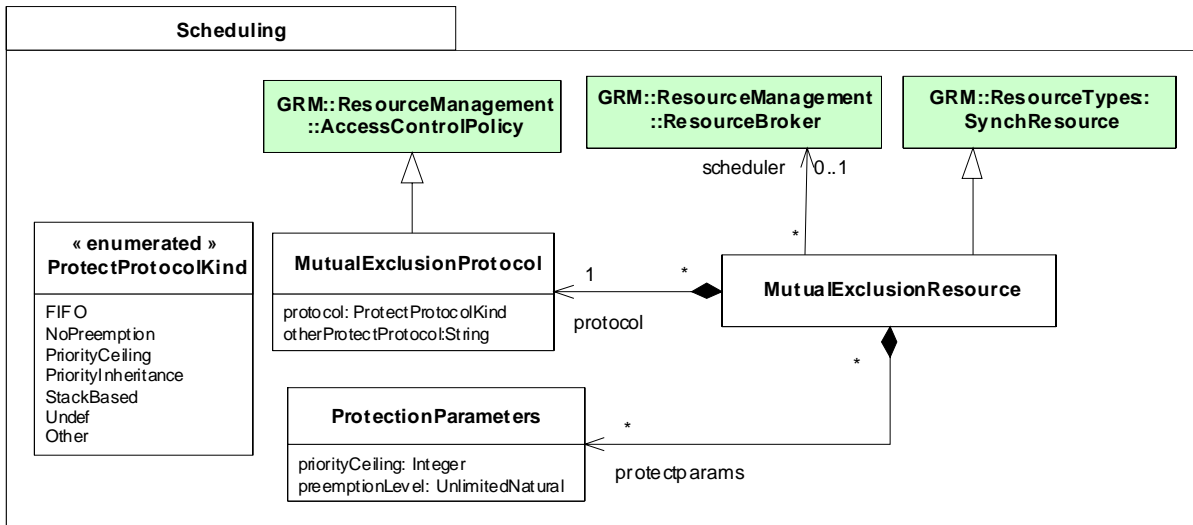 Scheduling
GRM::ResourceManagement
::AccessControlPolicy
GRM::ResourceManagement
::ResourceBroker
GRM::ResourceTypes::
SynchResource
scheduler
0..1
*
« enumerated »
ProtectProtocolKind
FIFO
NoPreemption
PriorityCeiling
PriorityInheritance
StackBased
Undef
Other
MutualExclusionProtocol
protocol: ProtectProtocolKind
otherProtectProtocol:String
1
*
protocol
MutualExclusionResource
*
ProtectionParameters
priorityCeiling: Integer
preemptionLevel: UnlimitedNatural
*
protectparams